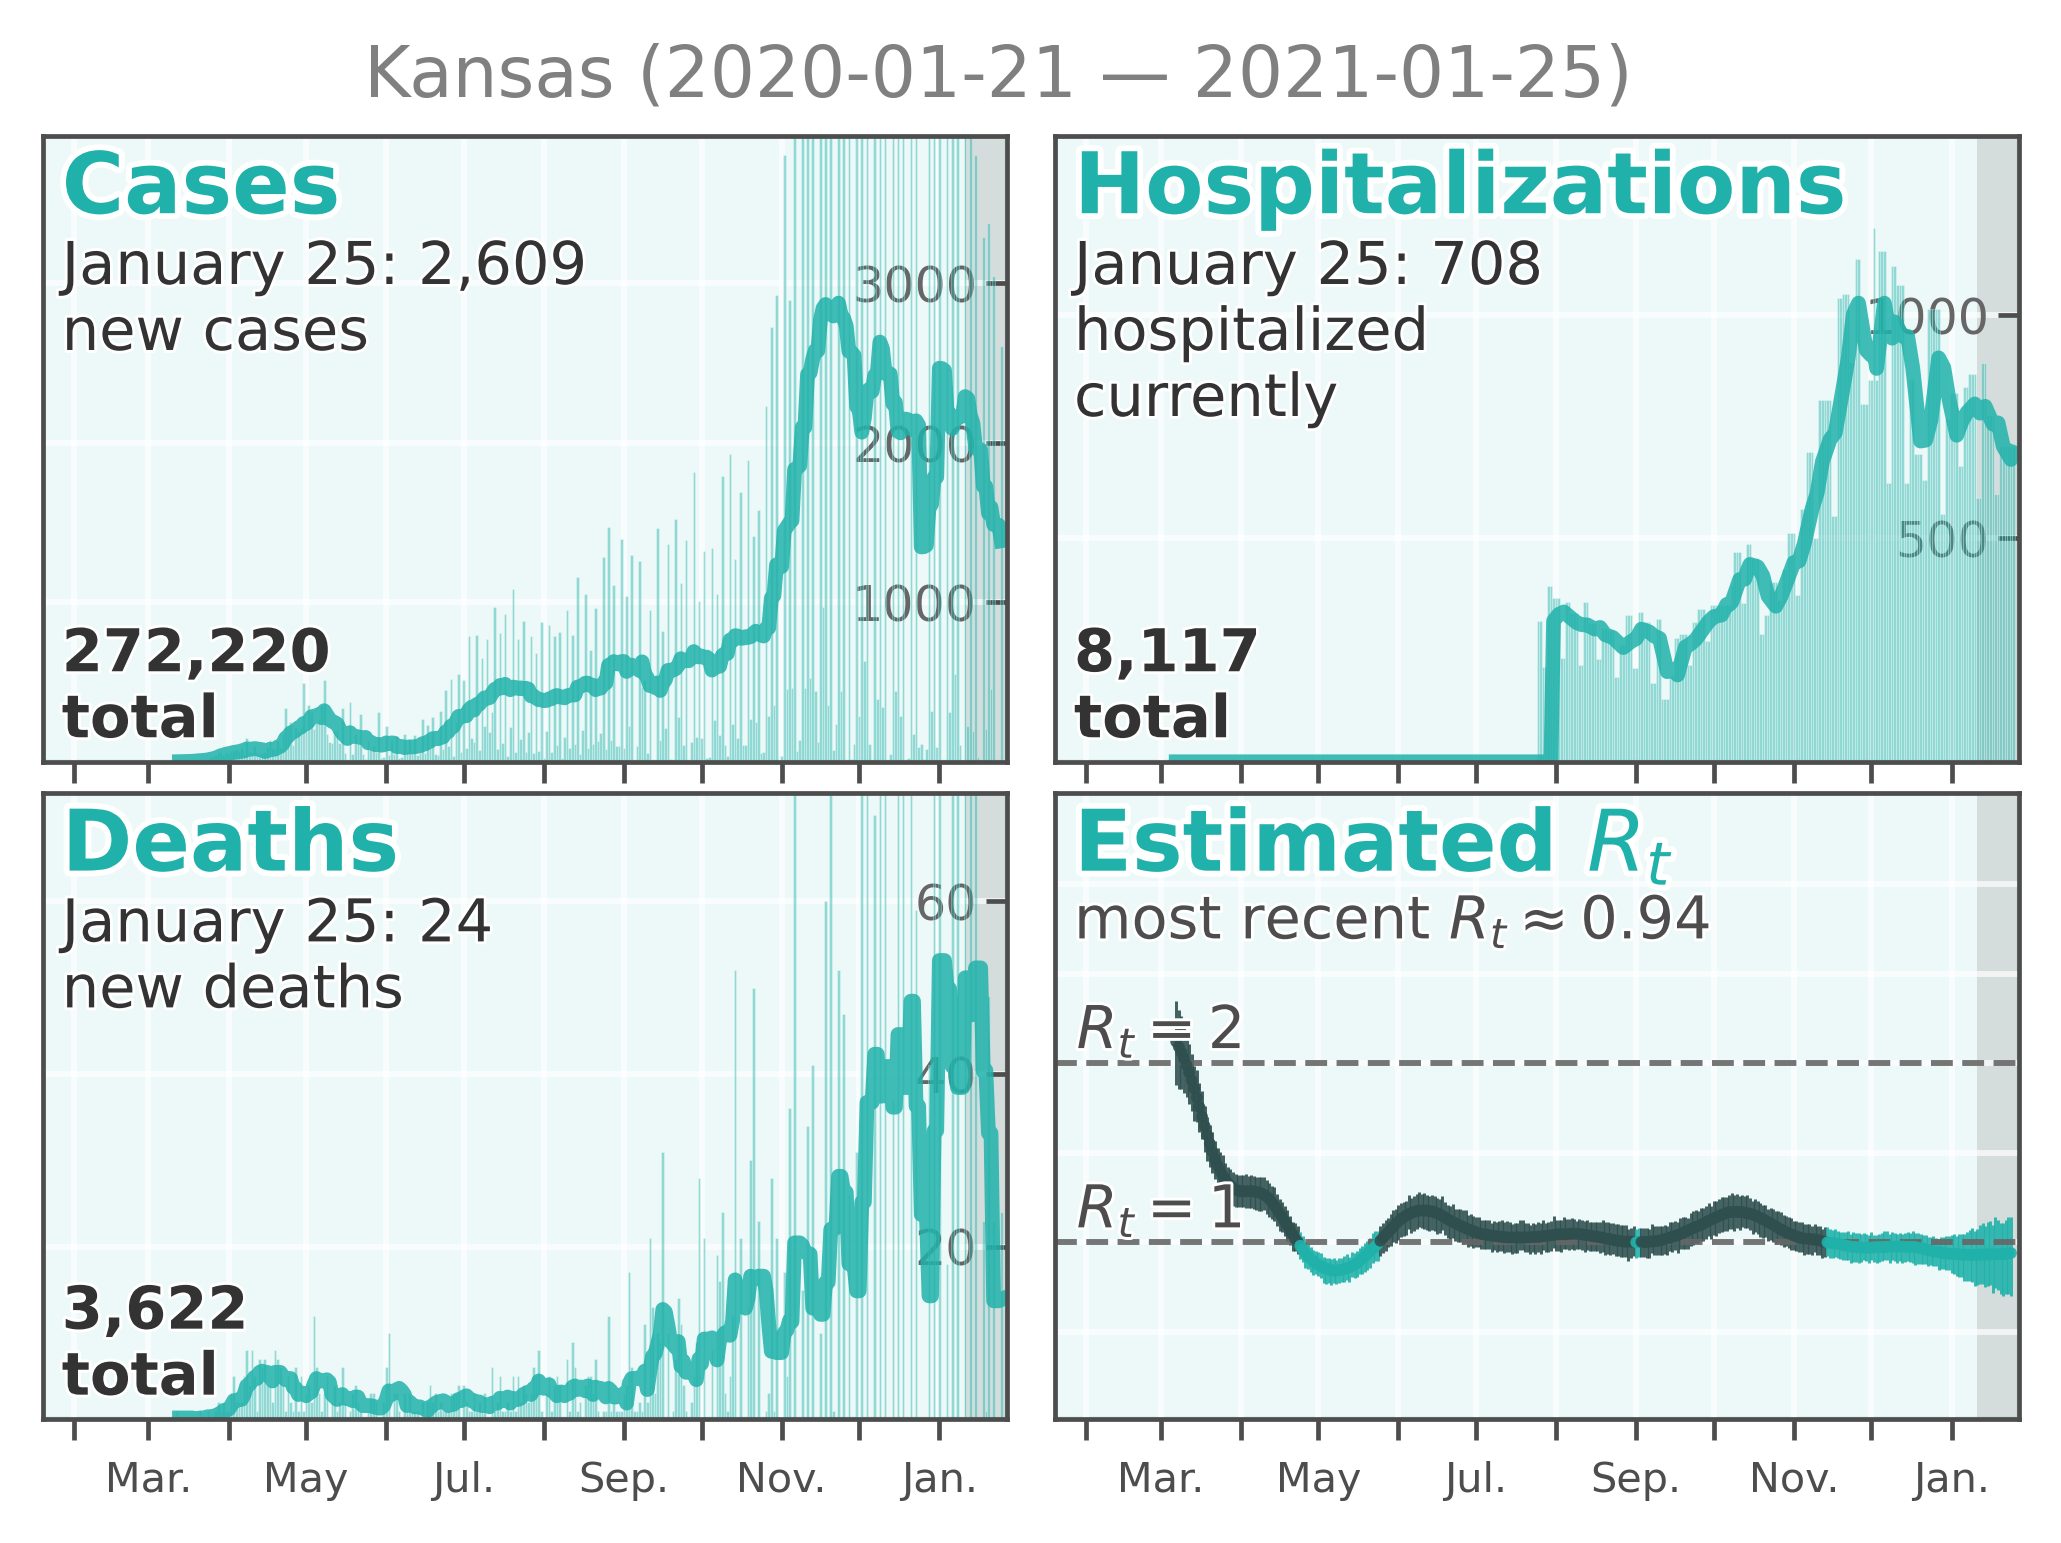 Kansas (2020-01-21 — 2021-01-25)
Cases
January 25: 2,609
new cases
3000
2000
1000
272,220
total
Hospitalizations
January 25: 708
hospitalized
currently
1000
500
8,117
total
Deaths
January 25: 24
new deaths
60
40
20
3,622
total
Mar. May Jul. Sep. Nov. Jan.
Estimated Rt
most recent Rt ≈ 0.94
Rt = 2
Rt = 1
Mar. May Jul. Sep. Nov. Jan.